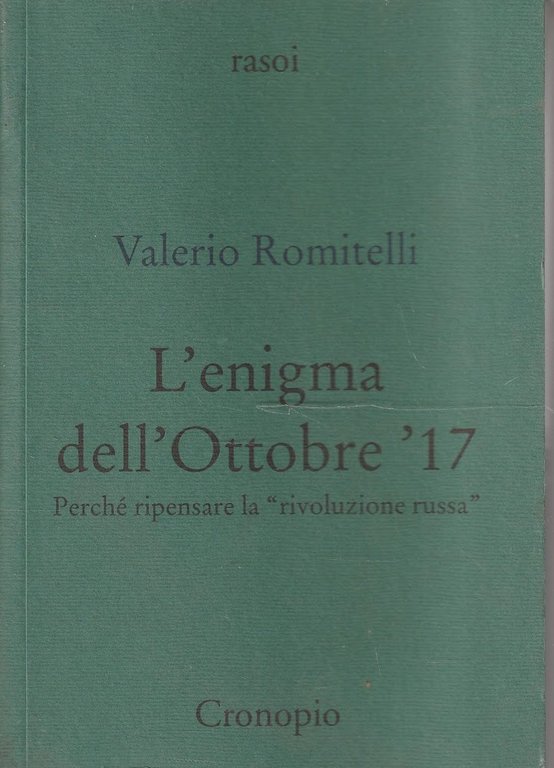 rasoi
Valerio Romitelli
L'enigma
dell'Ottobre '17
Perché ripensare la “rivoluzione russa”
Cronopio